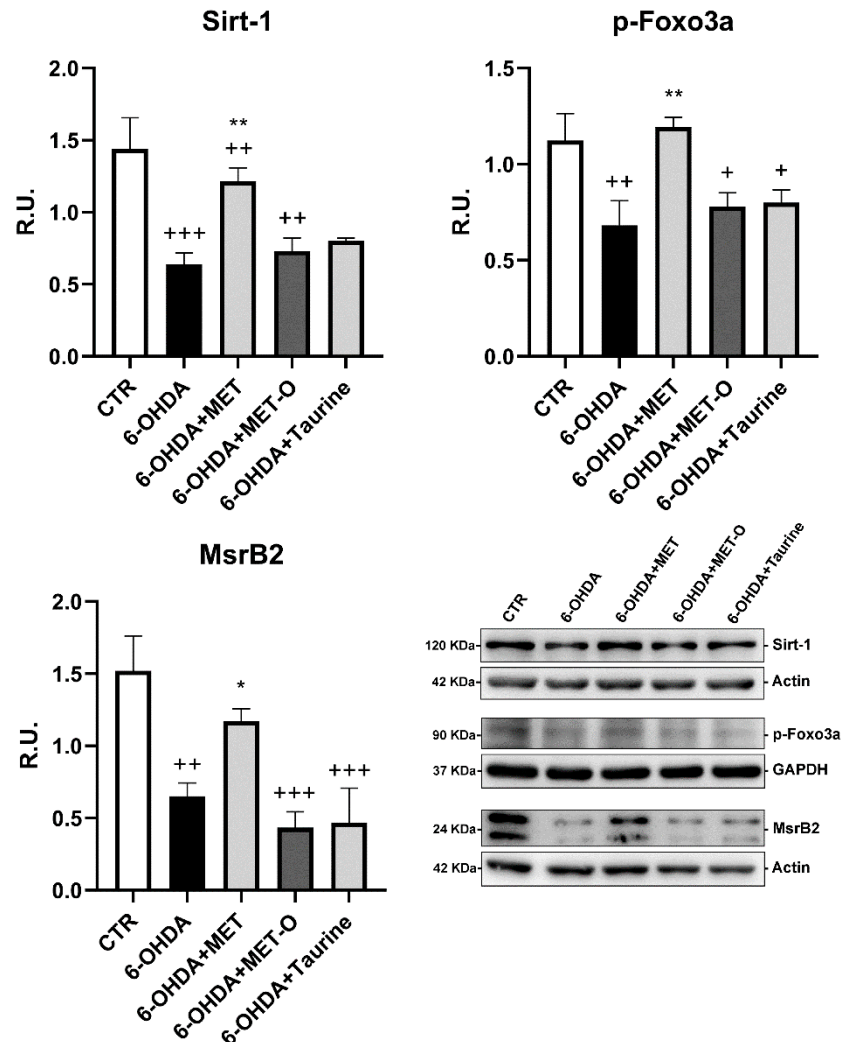 Sirt-1
2.0
1.5
1.0
0.5
0.0
R.U.
+++
**
++
++
CTR
6-OHDA
6-OHDA+MET
6-OHDA+MET-O
6-OHDA+Taurine
p-Foxo3a
1.5
1.0
0.5
0.0
R.U.
++
**
+
+
CTR
6-OHDA
6-OHDA+MET
6-OHDA+MET-O
6-OHDA+Taurine
MsrB2
2.0
1.5
1.0
0.5
0.0
R.U.
++
*
+++
+++
CTR
6-OHDA
6-OHDA+MET
6-OHDA+MET-O
6-OHDA+Taurine
CTR
6-OHDA
6-OHDA+MET
6-OHDA+MET-O
6-OHDA+Taurine
120 KDa- -Sirt-1
42 KDa- -Actin
90 KDa- -p-Foxo3a
37 KDa- -GAPDH
24 KDa- -MsrB2
42 KDa- -Actin